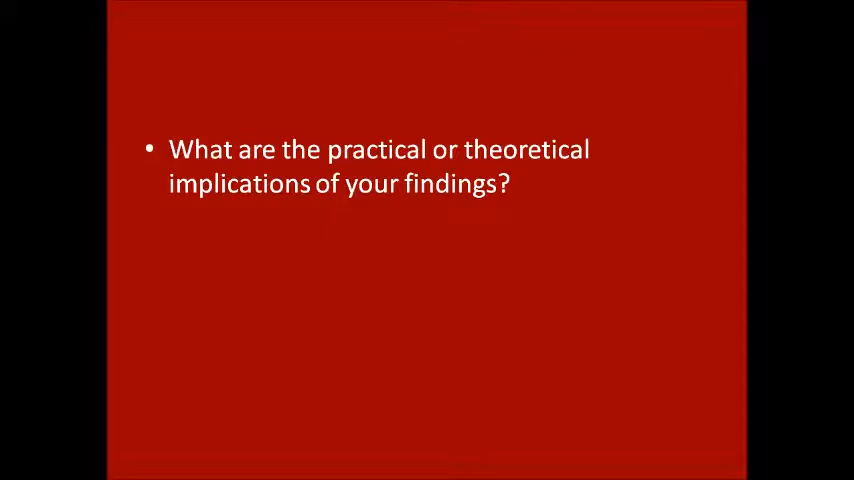 • What are the practical or theoretical
implications of your findings?